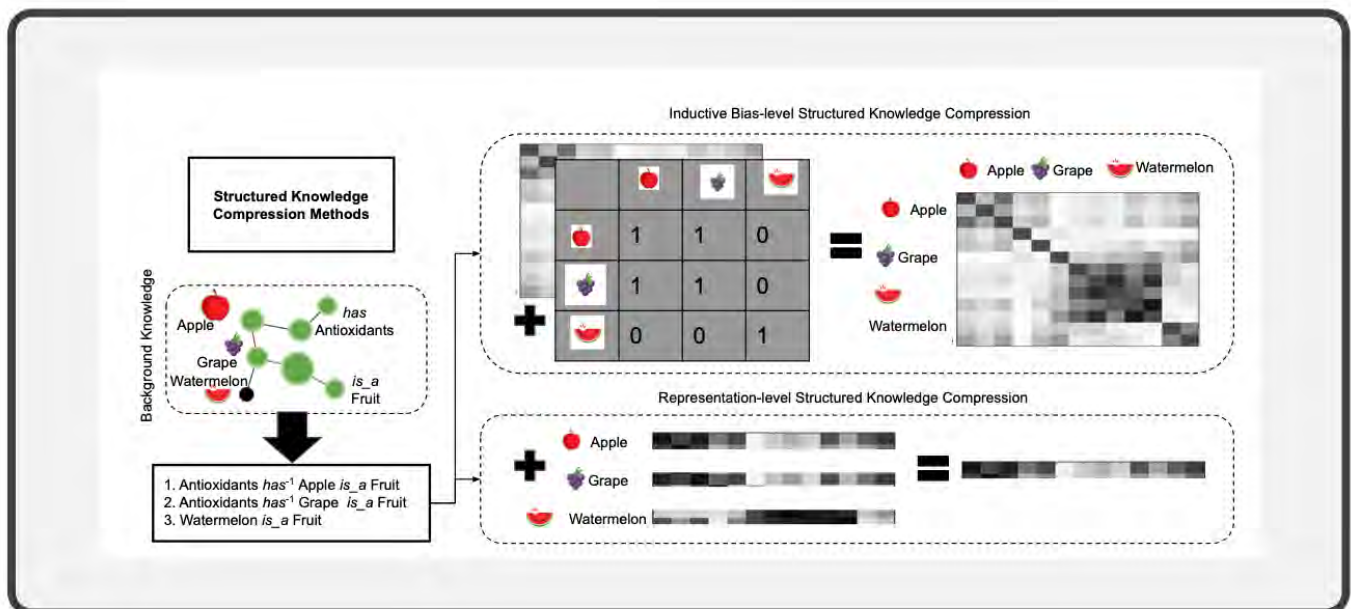 Structured Knowledge
Compression Methods
Background Knowledge
Apple
Grape
Watermelon
has
Antioxidants
is_a
Fruit
1. Antioxidants has⁻¹ Apple is_a Fruit
2. Antioxidants has⁻¹ Grape is_a Fruit
3. Watermelon is_a Fruit
Inductive Bias-level Structured Knowledge Compression
1 1 0
1 1 0
0 0 1
Apple Grape Watermelon
Apple
Grape
Watermelon
Representation-level Structured Knowledge Compression
Apple
Grape
Watermelon